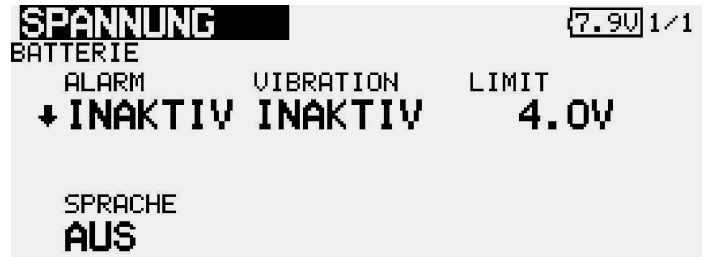 SPANNUNG 7.9V 1/1
BATTERIE
ALARM VIBRATION LIMIT
↓INAKTIV INAKTIV 4.0V
SPRACHE
AUS